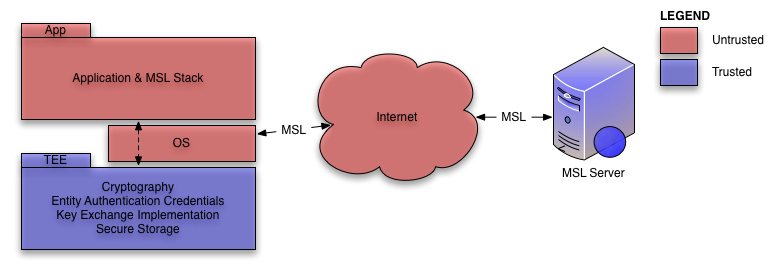 App
Application & MSL Stack
OS
TEE
Cryptography
Entity Authentication Credentials
Key Exchange Implementation
Secure Storage
MSL
Internet
MSL
MSL Server
LEGEND
Untrusted
Trusted